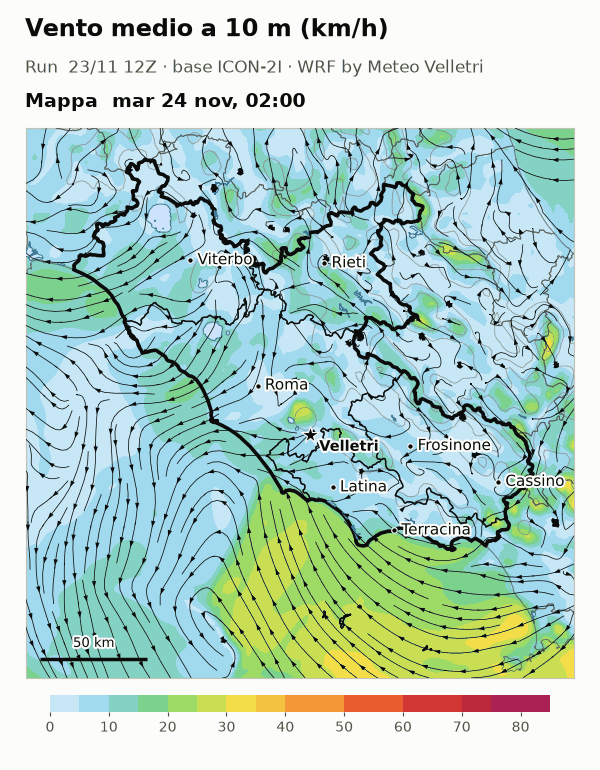 Vento medio a 10 m (km/h)
Run  23/11 12Z · base ICON-2I · WRF by Meteo Velletri
Mappa  mar 24 nov, 02:00
Viterbo
Rieti
Roma
Velletri
Frosinone
Latina
Cassino
Terracina
50 km
0 10 20 30 40 50 60 70 80